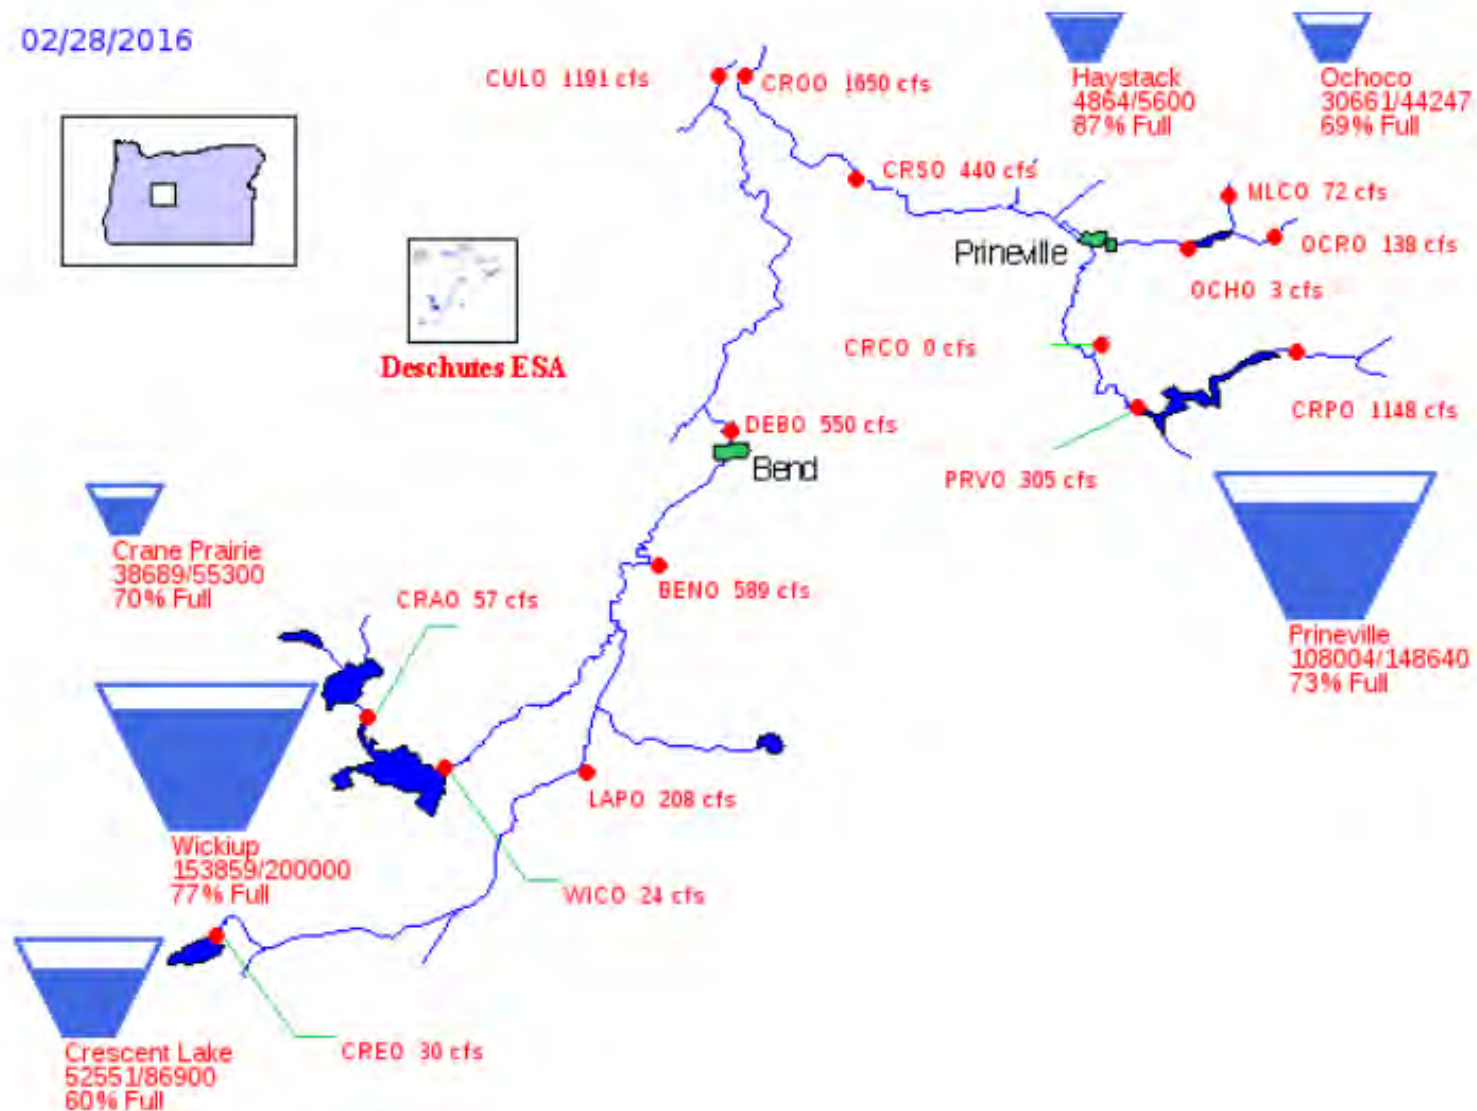 02/28/2016
CULO 1191 cfs
CROO 1650 cfs
Haystack
4864/5600
87% Full
Ochoco
30661/44247
69% Full
CRSO 440 cfs
MLCO 72 cfs
Prineville
OCRO 138 cfs
OCHO 3 cfs
CRCO 0 cfs
Deschutes ESA
CRPO 1148 cfs
DEBO 550 cfs
Bend
PRVO 305 cfs
Crane Prairie
38689/55300
70% Full
CRAO 57 cfs
BENO 589 cfs
Prineville
108004/148640
73% Full
LAPO 208 cfs
Wickiup
153859/200000
77% Full
WICO 24 cfs
CREO 30 cfs
Crescent Lake
52551/86900
60% Full